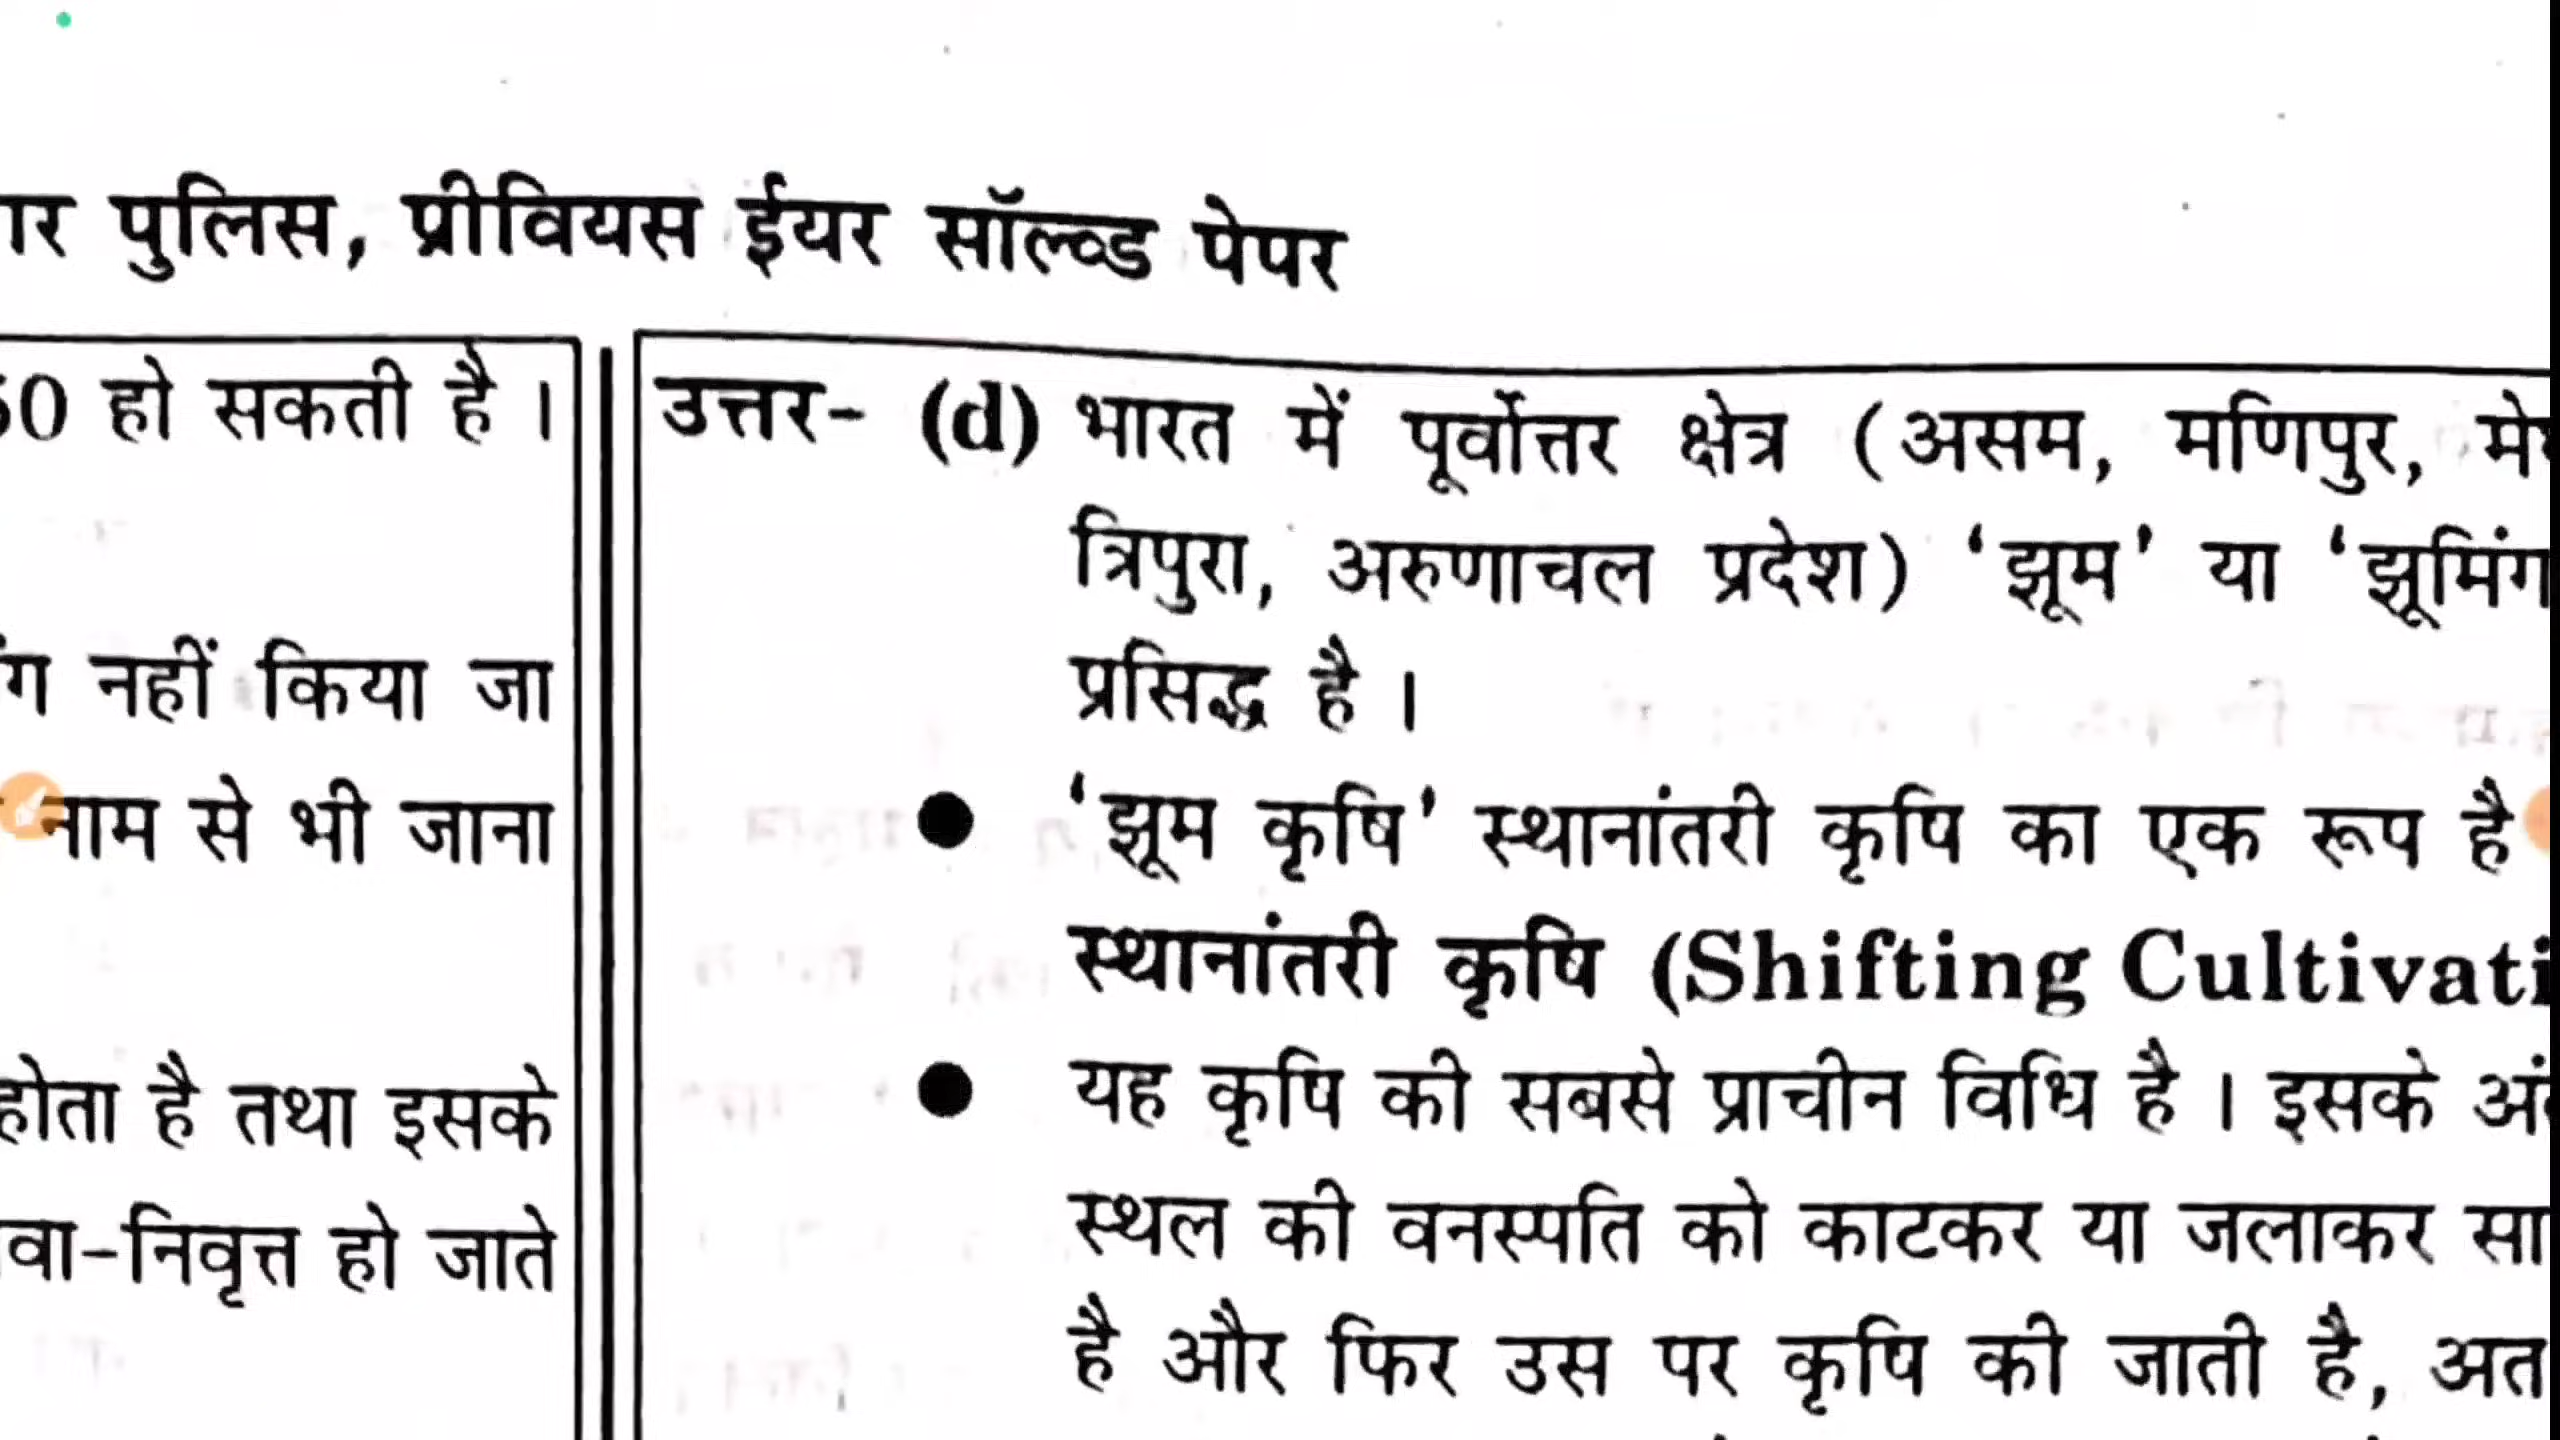 पुलिस, प्रीवियस ईयर सॉल्व्ड पेपर
हो सकती है ।
नहीं किया जा
नाम से भी जाना
होता है तथा इसके
निवृत्त हो जाते
उत्तर- (d) भारत में पूर्वोत्तर क्षेत्र (असम, मणिपुर,
त्रिपुरा, अरुणाचल प्रदेश) ‘झूम’ या ‘झूमिंग
प्रसिद्ध है ।
● ‘झूम कृषि’ स्थानांतरी कृषि का एक रूप है
स्थानांतरी कृषि (Shifting Cultivati
● यह कृषि की सबसे प्राचीन विधि है । इसके
स्थल की वनस्पति को काटकर या जलाकर
है और फिर उस पर कृषि की जाती है,